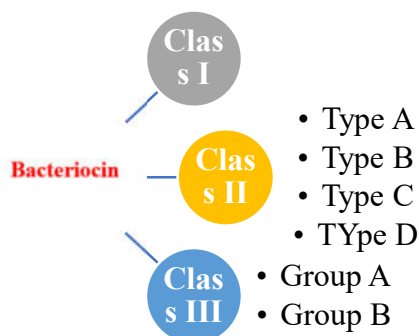 Clas
s I
Bacteriocin
Clas
s II
• Type A
• Type B
• Type C
• TYpe D
Clas
s III
• Group A
• Group B